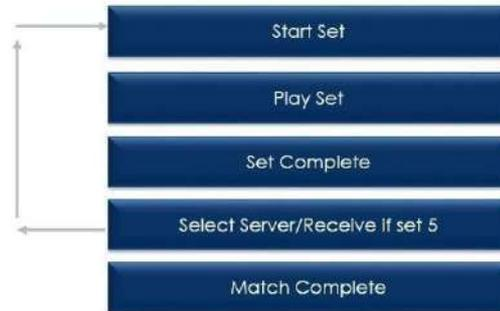 Start Set
Play Set
Set Complete
Select Server/Receive if set 5
Match Complete